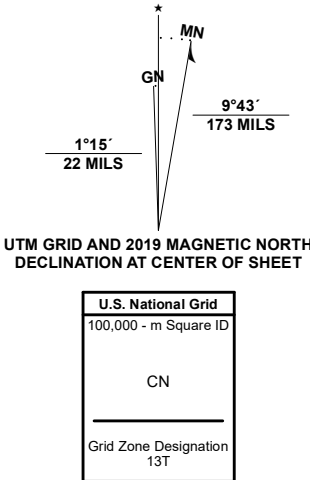 ★
MN
GN
9°43´
173 MILS
1°15´
22 MILS
UTM GRID AND 2019 MAGNETIC NORTH
DECLINATION AT CENTER OF SHEET
U.S. National Grid
100,000 - m Square ID
CN
Grid Zone Designation
13T